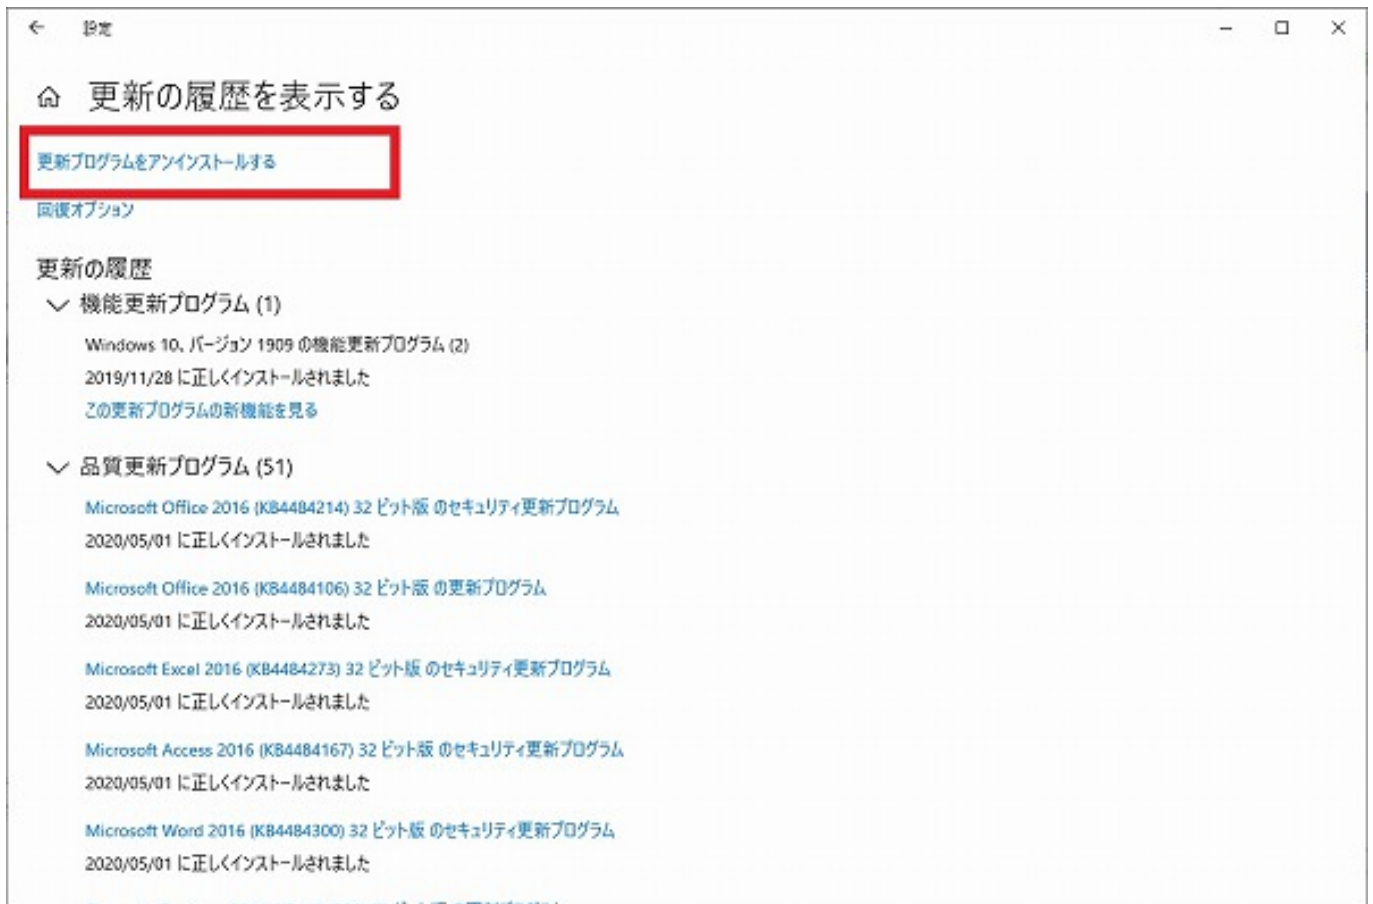 設定
更新の履歴を表示する
更新プログラムをアンインストールする
回復オプション
更新の履歴
機能更新プログラム (1)
Windows 10、バージョン 1909 の機能更新プログラム (2)
2019/11/28 に正しくインストールされました
この更新プログラムの新機能を見る
品質更新プログラム (51)
Microsoft Office 2016 (KB4484214) 32 ビット版 のセキュリティ更新プログラム
2020/05/01 に正しくインストールされました
Microsoft Office 2016 (KB4484106) 32 ビット版 の更新プログラム
2020/05/01 に正しくインストールされました
Microsoft Excel 2016 (KB4484273) 32 ビット版 のセキュリティ更新プログラム
2020/05/01 に正しくインストールされました
Microsoft Access 2016 (KB4484167) 32 ビット版 のセキュリティ更新プログラム
2020/05/01 に正しくインストールされました
Microsoft Word 2016 (KB4484300) 32 ビット版 のセキュリティ更新プログラム
2020/05/01 に正しくインストールされました